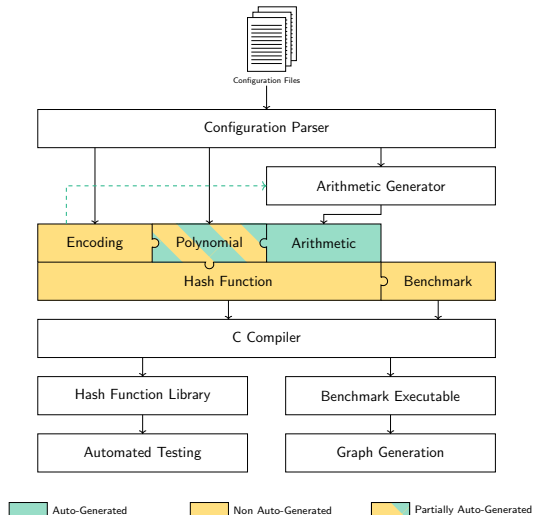 Configuration Files
Configuration Parser
Arithmetic Generator
Encoding Polynomial Arithmetic
Hash Function Benchmark
C Compiler
Hash Function Library Benchmark Executable
Automated Testing Graph Generation
Auto-Generated Non Auto-Generated Partially Auto-Generated